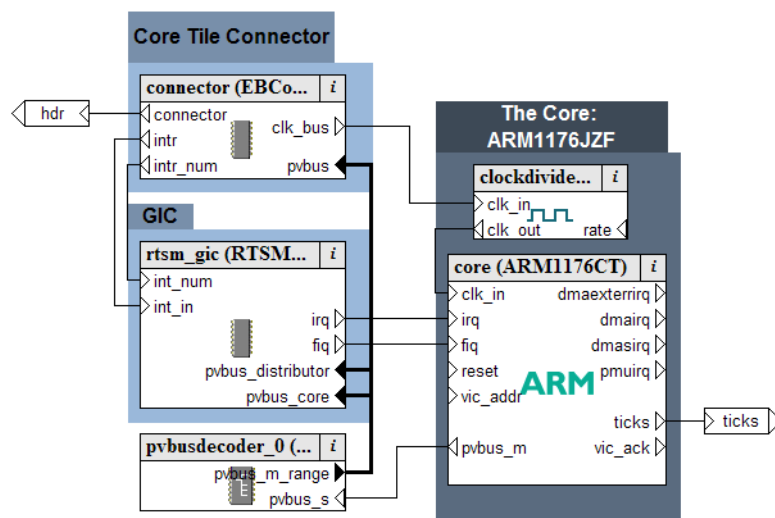 Core Tile Connector
connector (EBCo... i
hdr
connector
intr
clk_bus
intr_num
pvbus
GIC
rtsm_gic (RTSM... i
int_num
int_in
irq
fiq
pvbus_distributor
pvbus_core
pvbusdecoder_0 (... i
pvbus_m_range
pvbus_s
The Core:
ARM1176JZF
clockdivide... i
clk_in
clk_out rate
core (ARM1176CT) i
clk_in dmaexterrirq
irq dmairq
fiq dmasirq
reset pmuirq
vic_addr
ARM
ticks
pvbus_m vic_ack
ticks